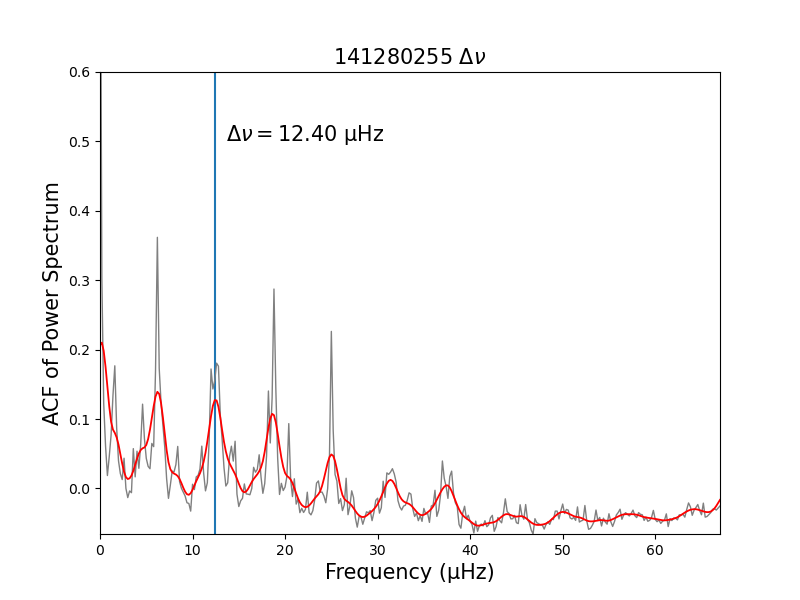 141280255 Δν
Δν = 12.40 μHz
0.6
0.5
0.4
0.3
0.2
0.1
0.0
ACF of Power Spectrum
0 10 20 30 40 50 60
Frequency (μHz)